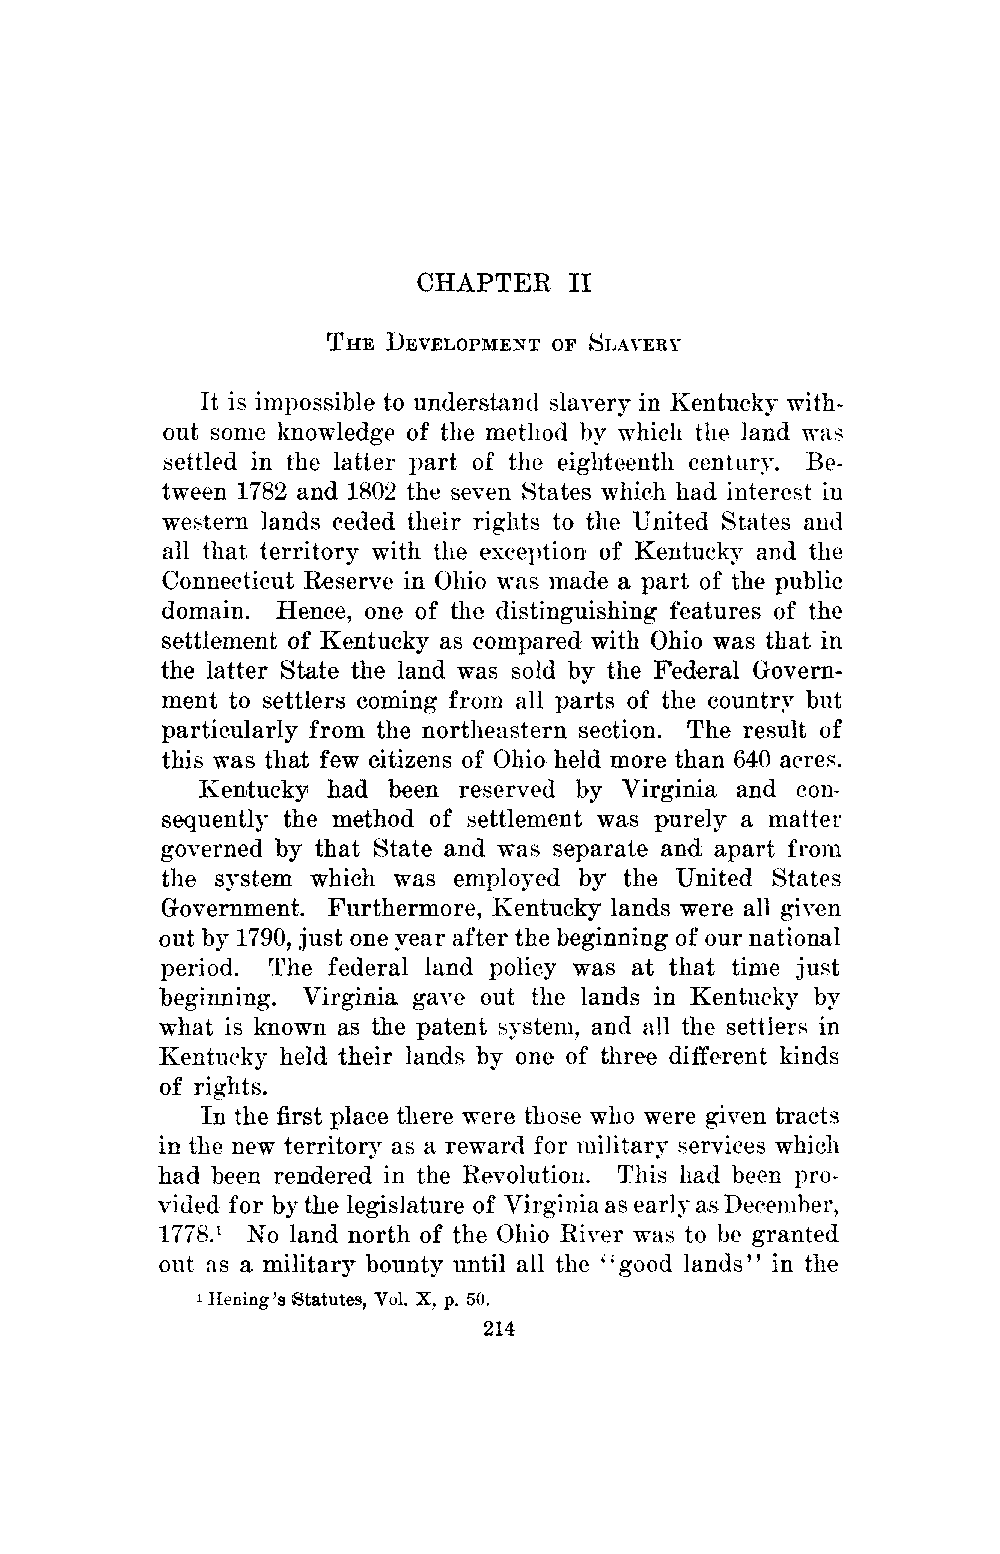 CHAPTER II
THE DEVELOPMENT OF SLAVERY
It is impossible to understand slavery in Kentucky with-
out some knowledge of the method by which the land was
settled in the latter part of the eighteenth century. Be-
tween 1782 and 1802 the seven States which had interest in
western lands ceded their rights to the United States and
all that territory with the exception of Kentucky and the
Connecticut Reserve in Ohio was made a part of the public
domain. Hence, one of the distinguishing features of the
settlement of Kentucky as compared with Ohio was that in
the latter State the land was sold by the Federal Govern-
ment to settlers coming from all parts of the country but
particularly from the northeastern section. The result of
this was that few citizens of Ohio held more than 640 acres.
Kentucky had been reserved by Virginia and con-
sequently the method of settlement was purely a matter
governed by that State and was separate and apart from
the system which was employed by the United States
Government. Furthermore, Kentucky lands were all given
out by 1790, just one year after the beginning of our national
period. The federal land policy was at that time just
beginning. Virginia gave out the lands in Kentucky by
what is known as the patent system, and all the settlers in
Kentucky held their lands by one of three different kinds
of rights.
In the first place there were those who were given tracts
in the new territory as a reward for military services which
had been rendered in the Revolution. This had been pro-
vided for by the legislature of Virginia as early as December,
1778.¹ No land north of the Ohio River was to be granted
out as a military bounty until all the "good lands" in the
¹ Hening's Statutes, Vol. X, p. 50.
214